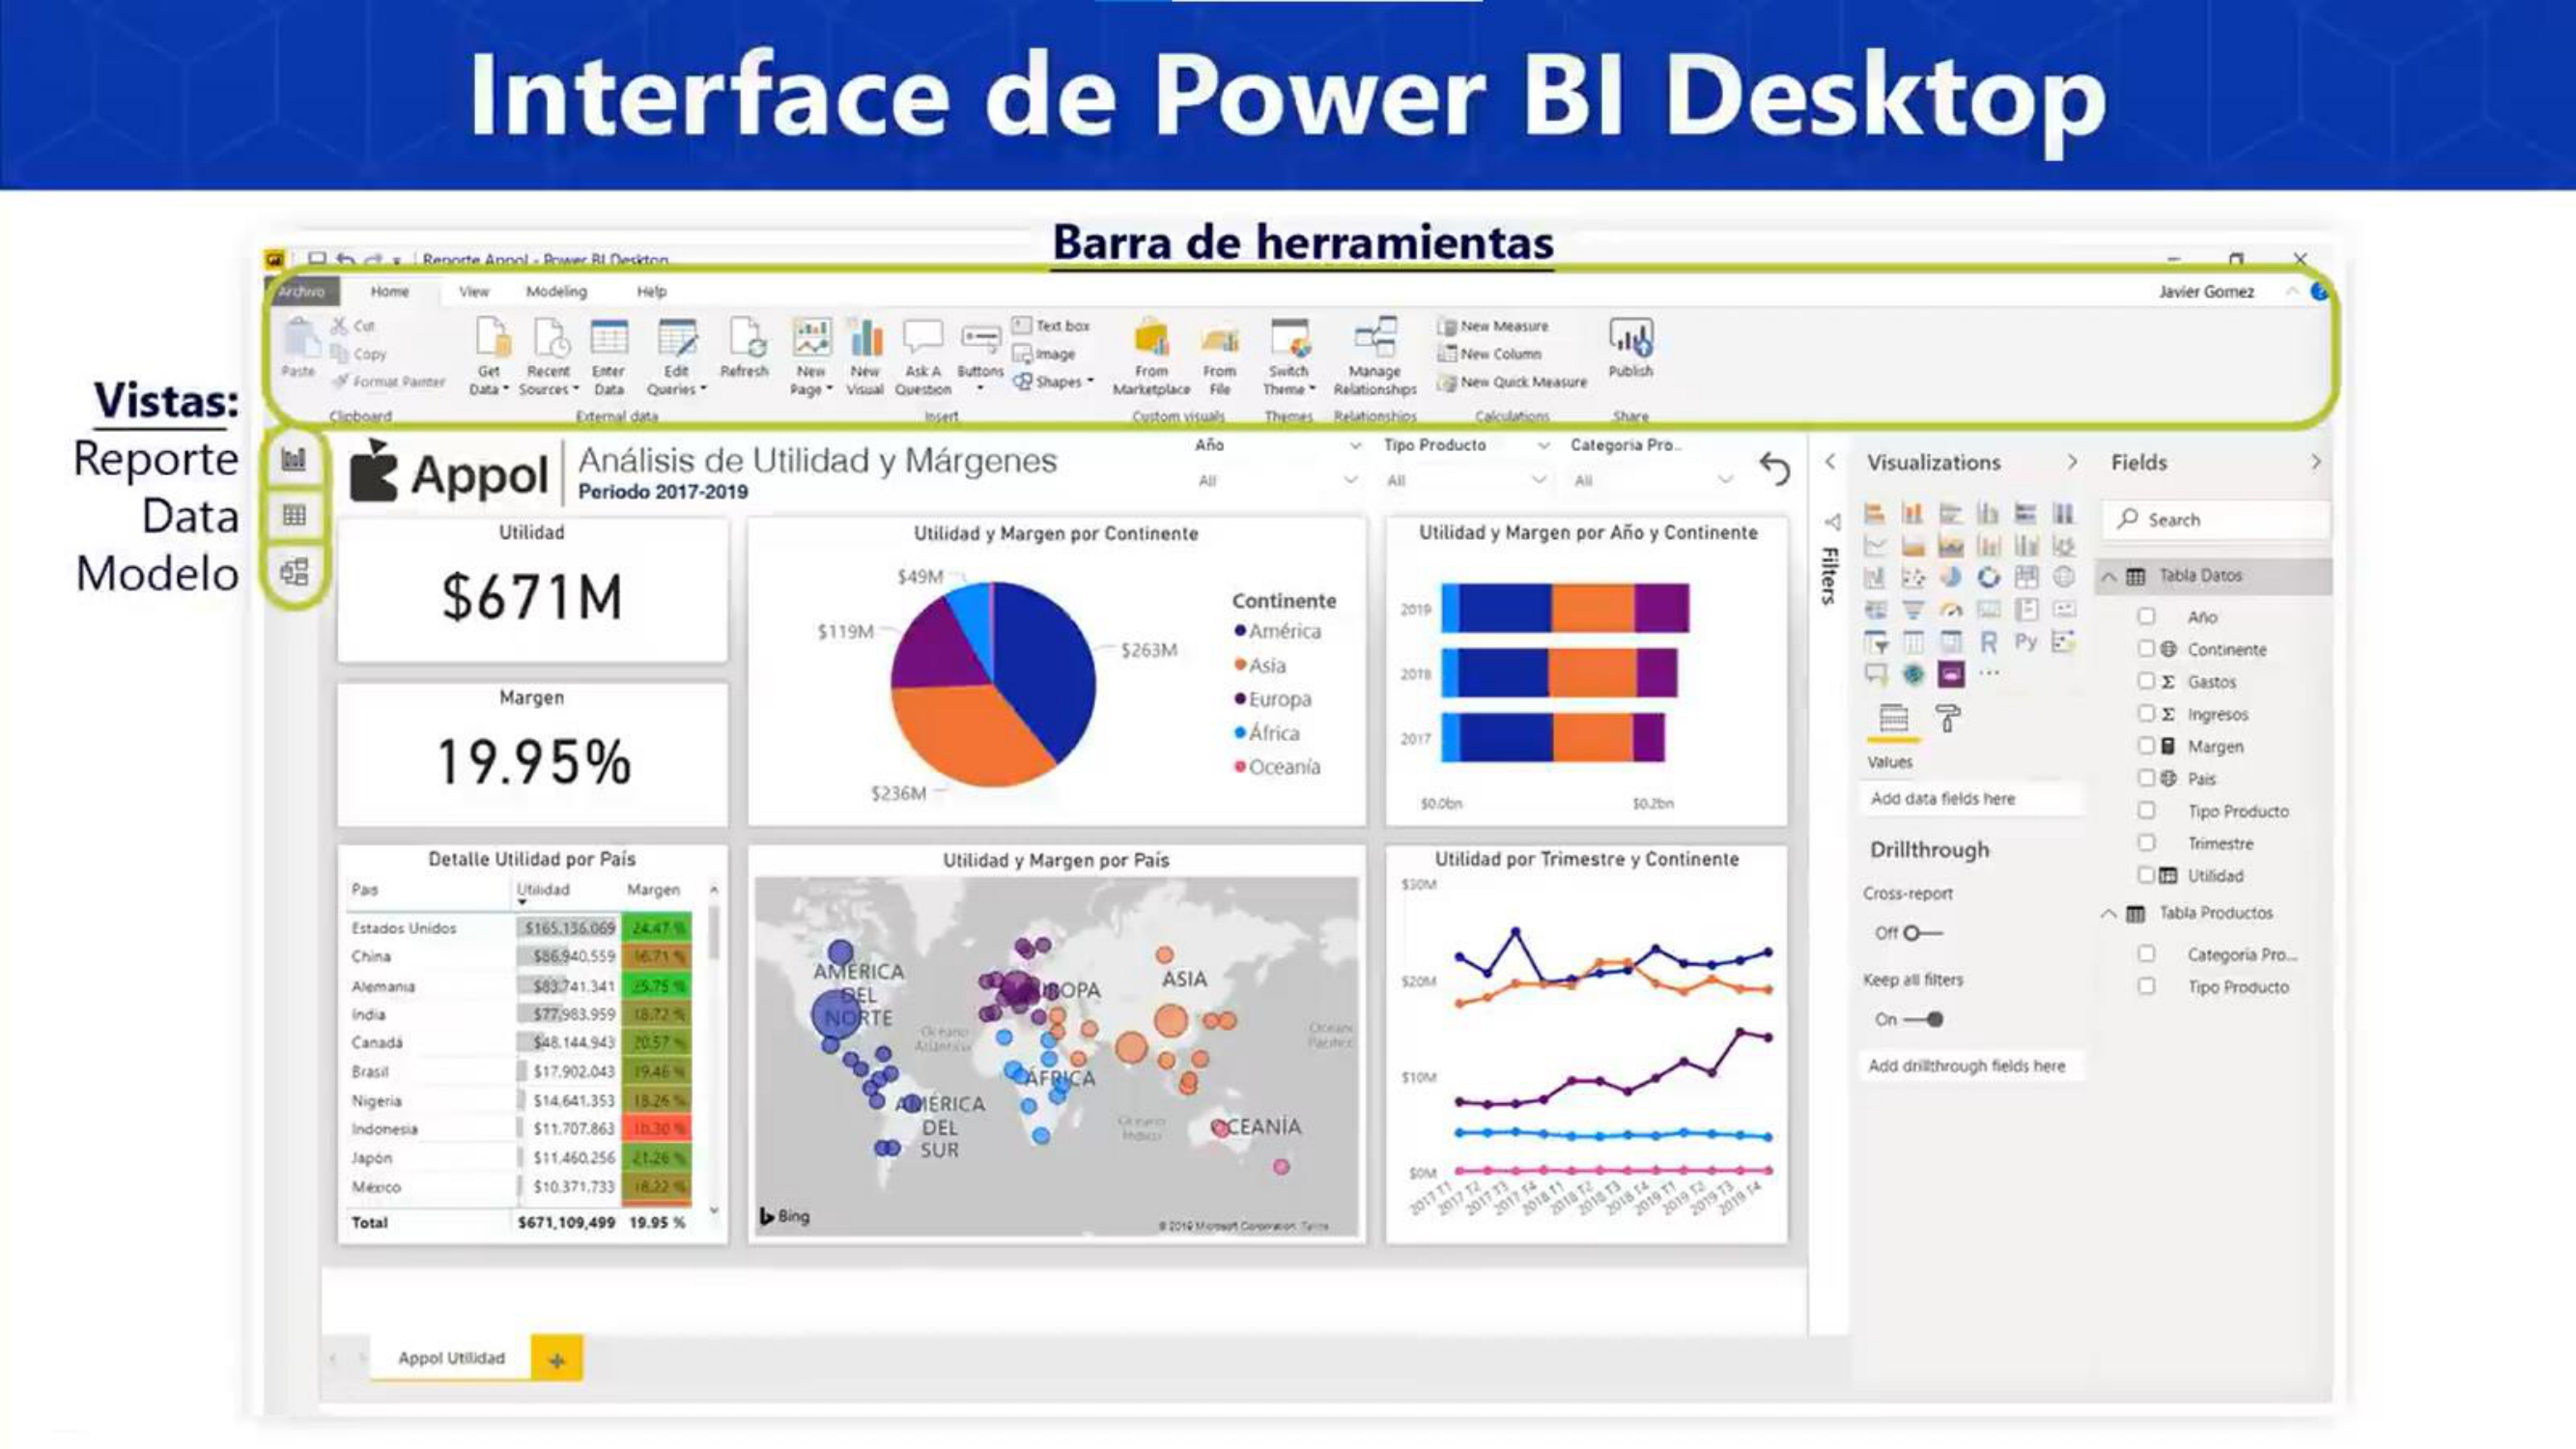 Interface de Power BI Desktop
Barra de herramientas
Reporte Appol - Power BI Desktop
Archivo Home View Modeling Help Javier Gomez
Paste
Cut
Copy
Format Painter
Clipboard
Get Data
Recent Sources
Enter Data
Edit Queries
Refresh
External data
New Page
New Visual
Ask A Question
Buttons
Text box
Image
Shapes
Insert
From Marketplace
From File
Custom visuals
Switch Theme
Themes
Manage Relationships
Relationships
New Measure
New Column
New Quick Measure
Calculations
Publish
Share
Vistas:
Reporte
Data
Modelo
Appol
Análisis de Utilidad y Márgenes
Periodo 2017-2019
Año
All
Tipo Producto
All
Categoria Pro..
All
Utilidad
$671M
Margen
19.95%
Utilidad y Margen por Continente
$49M
$119M
$263M
$236M
Continente
América
Asia
Europa
África
Oceanía
Utilidad y Margen por Año y Continente
2019
2018
2017
$0.0bn $0.2bn
Detalle Utilidad por País
País Utilidad Margen
Estados Unidos $165.136.069 24.47 %
China $86.940.559 16.71 %
Alemania $83.741.341 25.75 %
India $77.983.959 18.72 %
Canadá $48.144.943 20.57 %
Brasil $17.902.043 19.46 %
Nigeria $14.641.353 18.26 %
Indonesia $11.707.863 10.30 %
Japón $11.460.256 21.26 %
México $10.371.733 18.22 %
Total $671,109,499 19.95 %
Utilidad y Margen por País
AMÉRICA
DEL
NORTE
EUROPA
ASIA
Océano
Atlántico
ÁFRICA
AMÉRICA
DEL
SUR
Océano
Índico
OCEANÍA
Bing
© 2019 Microsoft Corporation Terms
Utilidad por Trimestre y Continente
$30M
$20M
$10M
$0M
2017 T1 2017 T2 2017 T3 2017 T4 2018 T1 2018 T2 2018 T3 2018 T4 2019 T1 2019 T2 2019 T3 2019 T4
Filters
Visualizations
R Py
...
Values
Add data fields here
Drillthrough
Cross-report
Off
Keep all filters
On
Add drillthrough fields here
Fields
Search
Tabla Datos
Año
Continente
Σ Gastos
Σ Ingresos
Margen
País
Tipo Producto
Trimestre
Utilidad
Tabla Productos
Categoria Pro...
Tipo Producto
Appol Utilidad
+